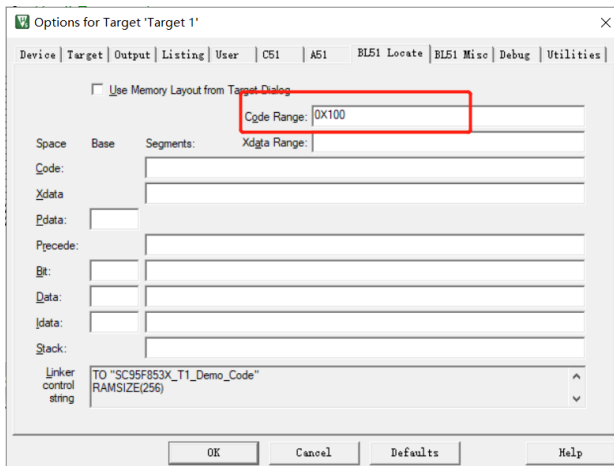 Options for Target 'Target 1'
Device Target Output Listing User C51 A51 BL51 Locate BL51 Misc Debug Utilities
Use Memory Layout from Target Dialog
Code Range: 0X100
Space Base Segments: Xdata Range:
Code:
Xdata
Pdata:
Precede:
Bit:
Data:
Idata:
Stack:
Linker control string
TO "SC95F853X_T1_Demo_Code"
RAMSIZE(256)
OK Cancel Defaults Help